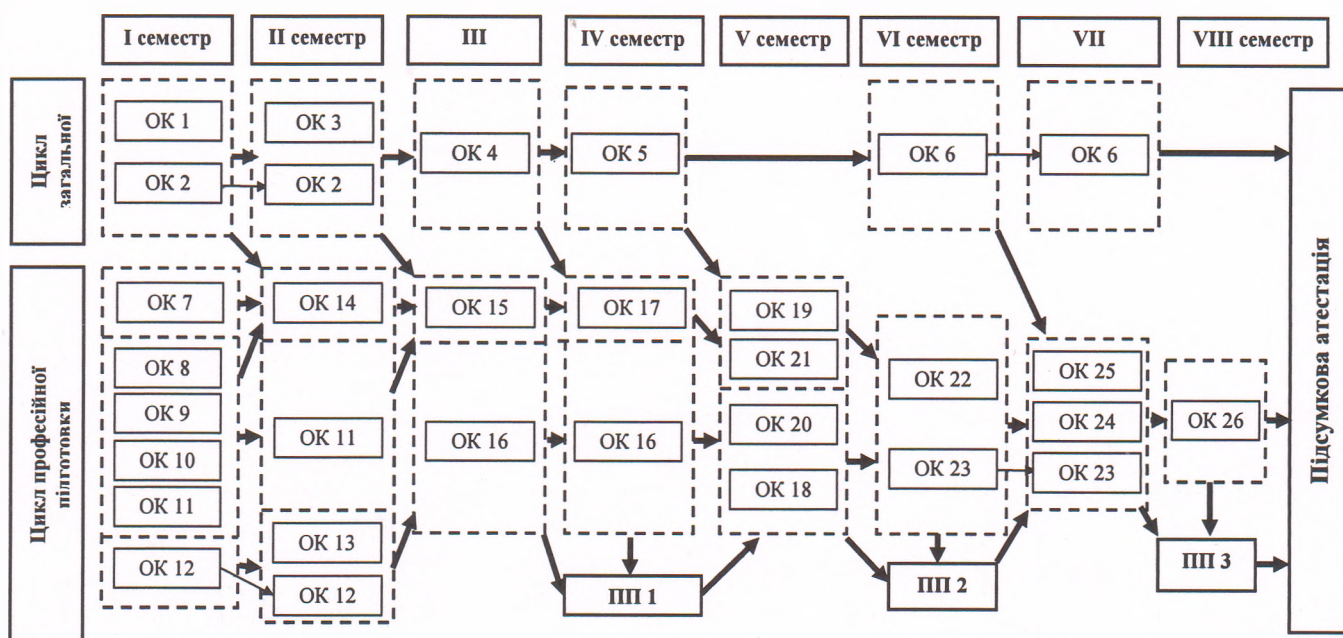 І семестр
ІІ семестр
ІІІ
IV семестр
V семестр
VI семестр
VII
VIII семестр
Цикл
загальної
ОК 1
ОК 2
ОК 3
ОК 2
ОК 4
ОК 5
ОК 6
ОК 6
Цикл професійної
пілготовки
ОК 7
ОК 8
ОК 9
ОК 10
ОК 11
ОК 12
ОК 14
ОК 11
ОК 13
ОК 12
ОК 15
ОК 16
ОК 17
ОК 16
ПП 1
ОК 19
ОК 21
ОК 20
ОК 18
ОК 22
ОК 23
ПП 2
ОК 25
ОК 24
ОК 23
ОК 26
ПП 3
Підсумкова атестація